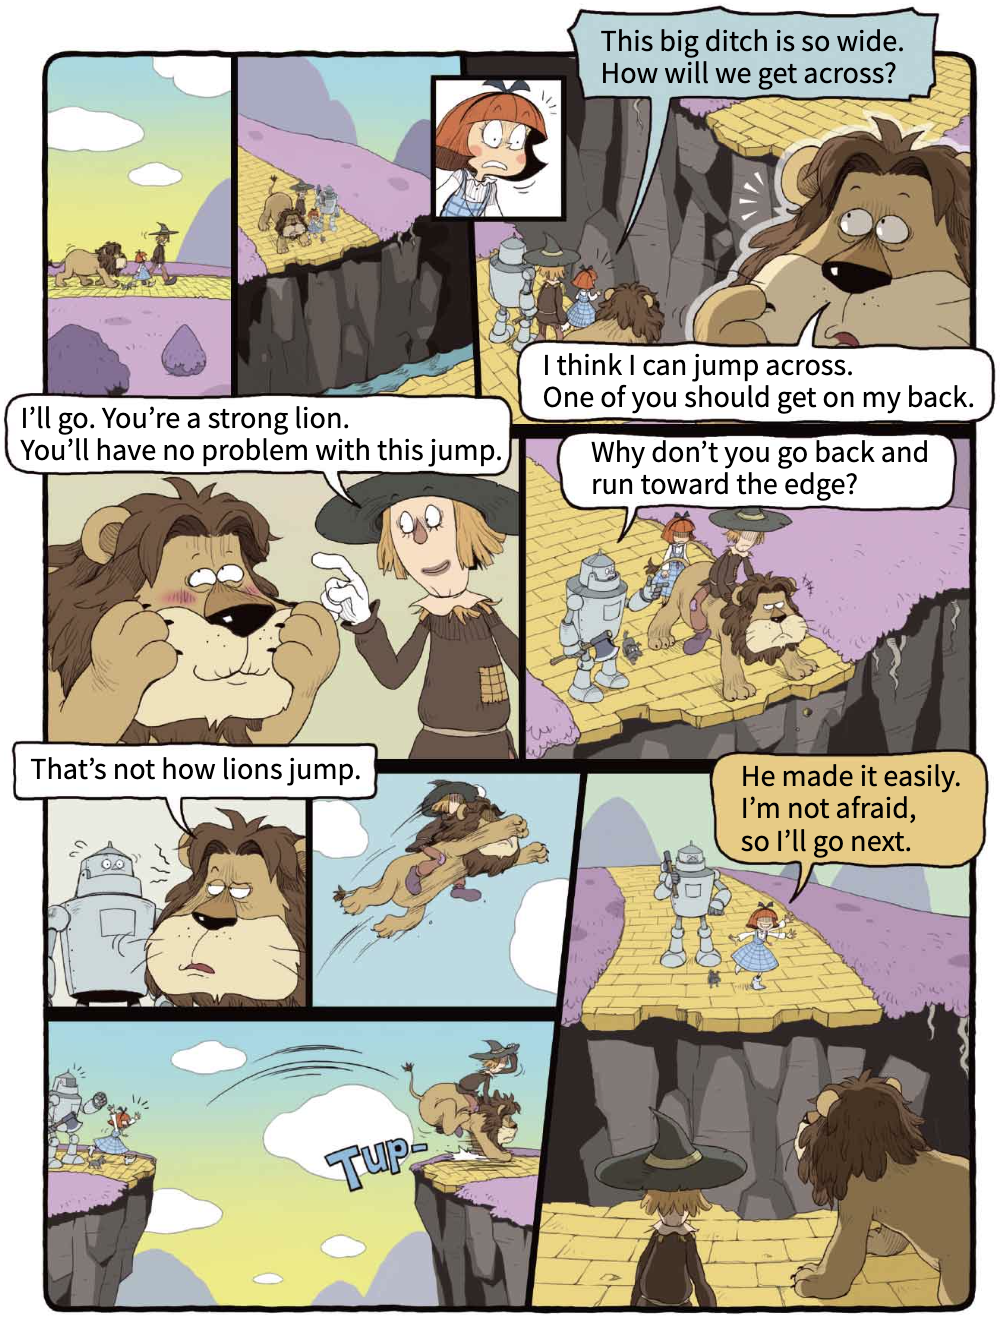 This big ditch is so wide.
How will we get across?
I think I can jump across.
One of you should get on my back.
I’ll go. You’re a strong lion.
You’ll have no problem with this jump.
Why don’t you go back and
run toward the edge?
That’s not how lions jump.
He made it easily.
I’m not afraid,
so I’ll go next.
Tup-